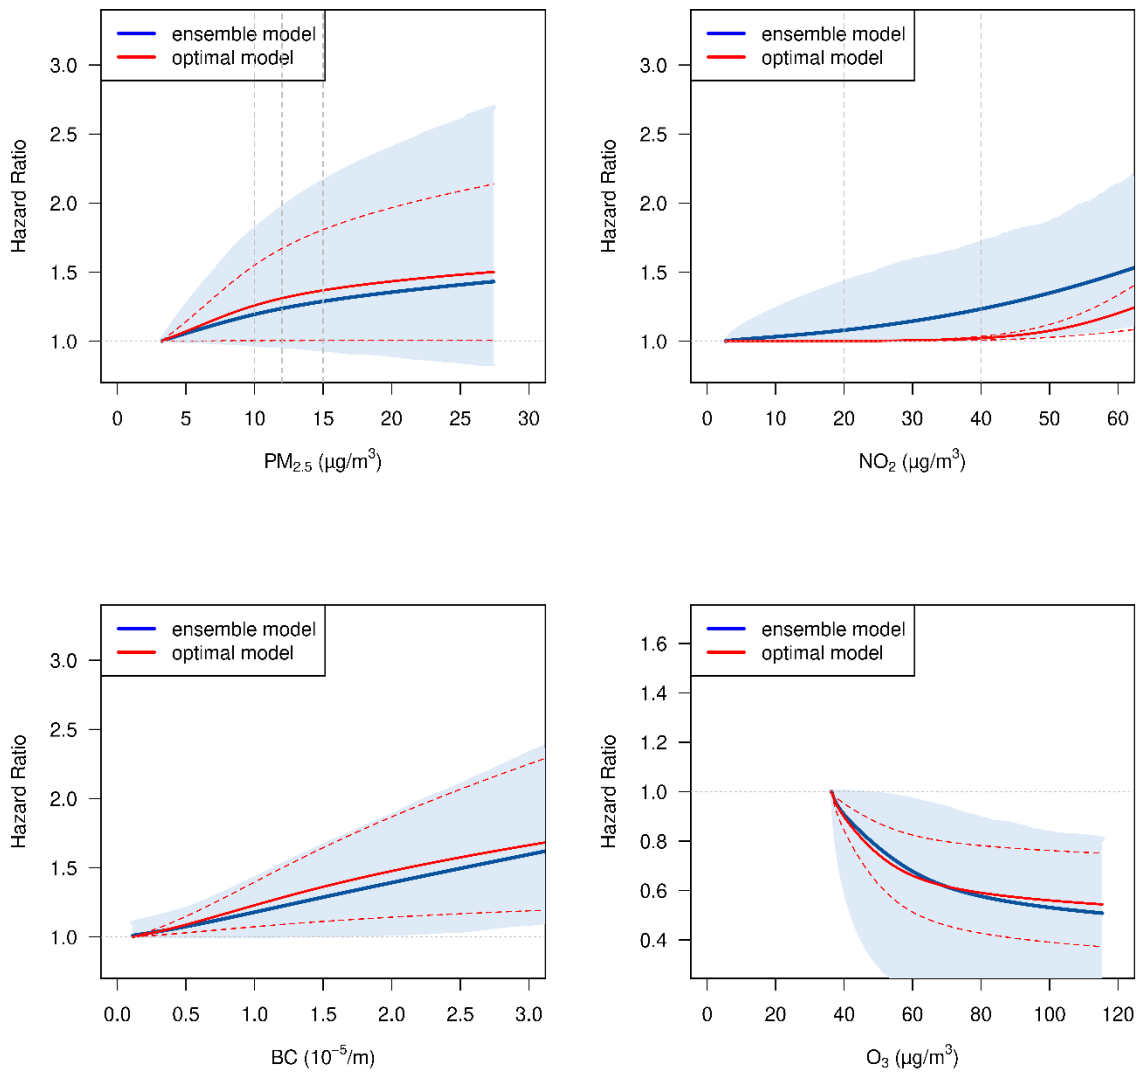 ensemble model
optimal model
Hazard Ratio
3.0
2.5
2.0
1.5
1.0
0 5 10 15 20 25 30
PM2.5 (µg/m³)
ensemble model
optimal model
Hazard Ratio
3.0
2.5
2.0
1.5
1.0
0 10 20 30 40 50 60
NO2 (µg/m³)
ensemble model
optimal model
Hazard Ratio
3.0
2.5
2.0
1.5
1.0
0.0 0.5 1.0 1.5 2.0 2.5 3.0
BC (10⁻⁵/m)
ensemble model
optimal model
Hazard Ratio
1.6
1.4
1.2
1.0
0.8
0.6
0.4
0 20 40 60 80 100 120
O3 (µg/m³)